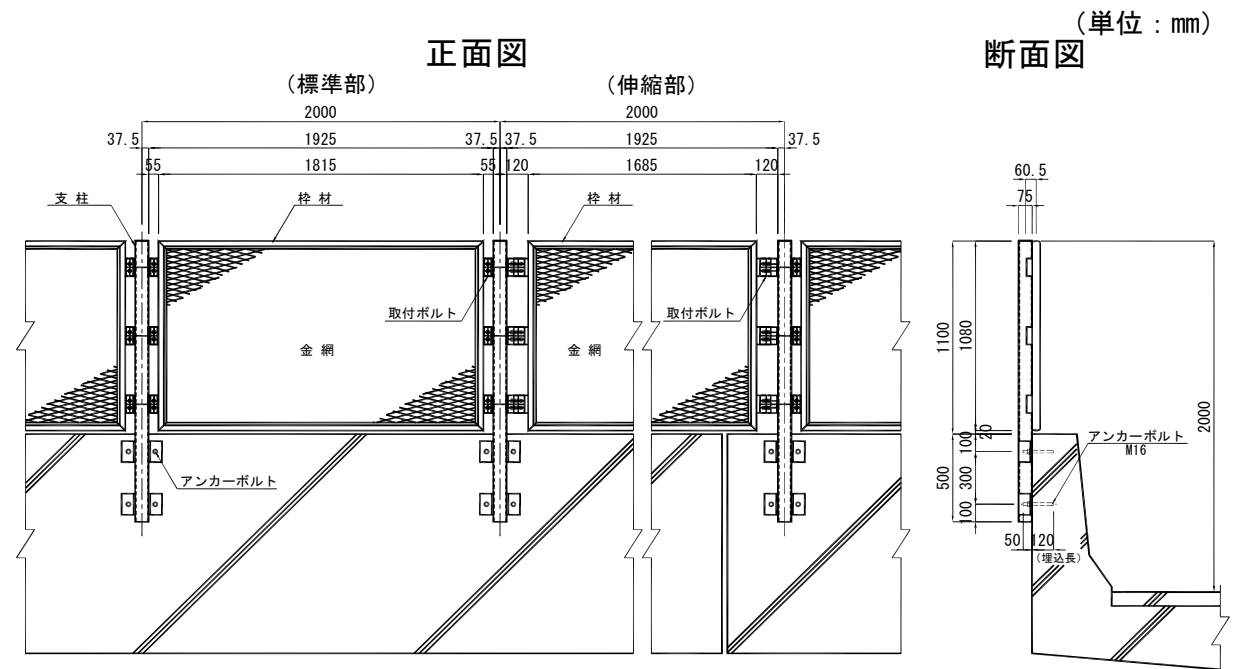 (単位：mm)
正面図
断面図
(標準部)
(伸縮部)
2000
2000
37.5
1925
37.5
37.5
1925
37.5
55
1815
55
120
1685
120
60.5
75
支 柱
枠 材
枠 材
取付ボルト
取付ボルト
金 網
金 網
アンカーボルト
1100
1080
20
500
100
300
100
2000
アンカーボルト
M16
50
120
(埋込長)